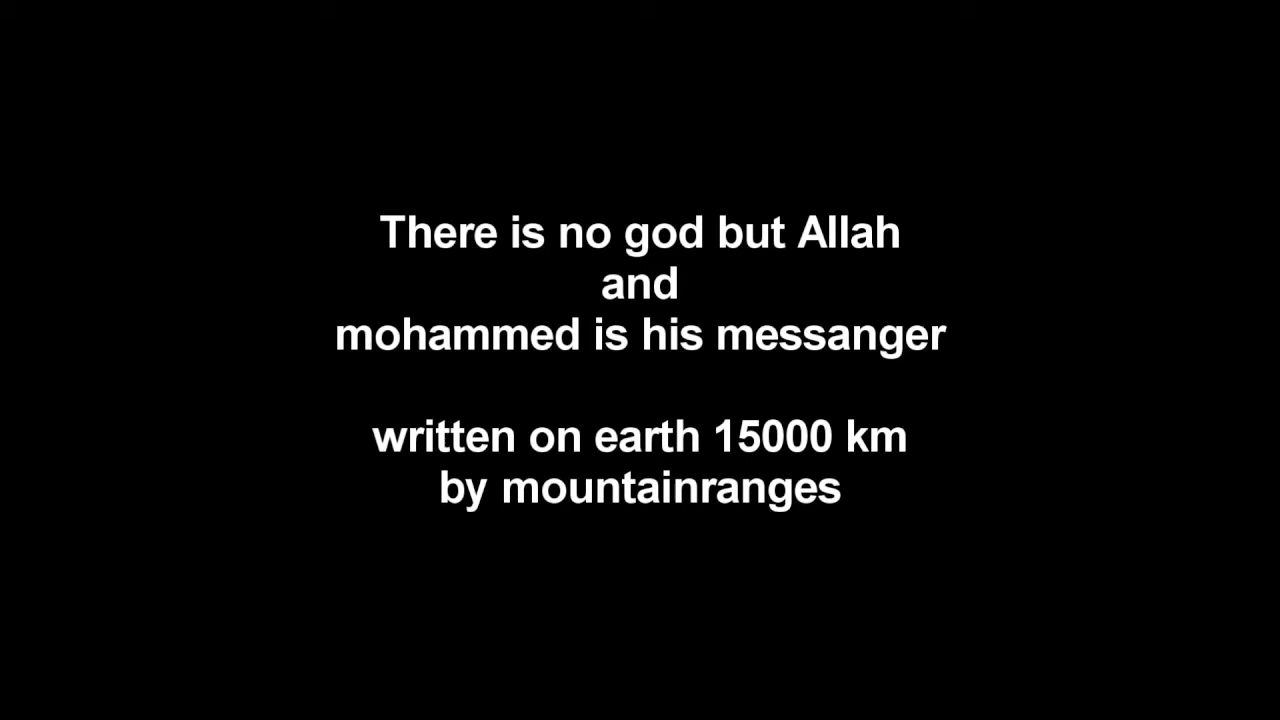 There is no god but Allah
and
mohammed is his messanger
written on earth 15000 km
by mountainranges